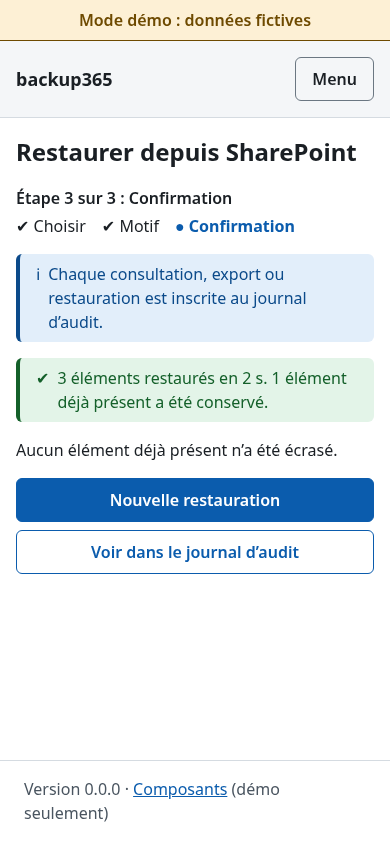 Mode démo : données fictives
backup365
Menu
Restaurer depuis SharePoint
Étape 3 sur 3 : Confirmation
✔ Choisir ✔ Motif ● Confirmation
i Chaque consultation, export ou
restauration est inscrite au journal
d’audit.
✔ 3 éléments restaurés en 2 s. 1 élément
déjà présent a été conservé.
Aucun élément déjà présent n’a été écrasé.
Nouvelle restauration
Voir dans le journal d’audit
Version 0.0.0 · Composants (démo
seulement)